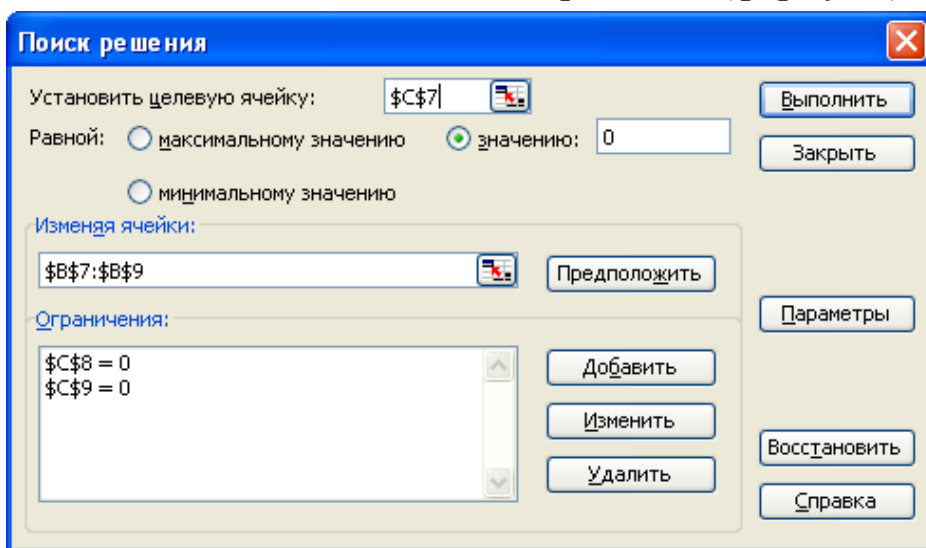 Поиск решения
Установить целевую ячейку: $C$7
Выполнить
Равной: максимальному значению значению: 0
Закрыть
минимальному значению
Изменяя ячейки:
$B$7:$B$9
Предположить
Ограничения:
Параметры
$C$8 = 0
$C$9 = 0
Добавить
Изменить
Восстановить
Удалить
Справка